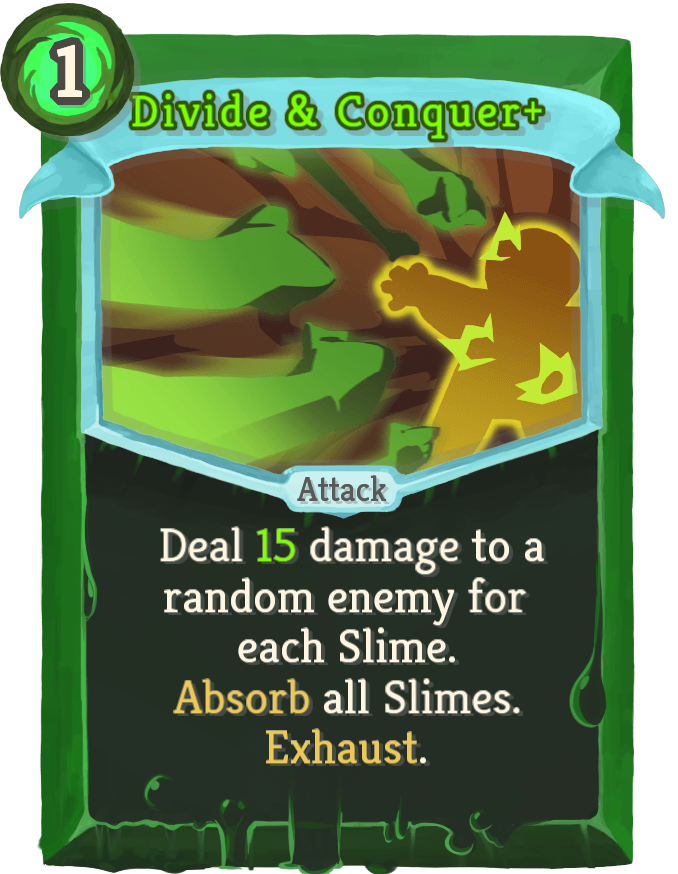 1
Divide & Conquer+
Attack
Deal 15 damage to a
random enemy for
each Slime.
Absorb all Slimes.
Exhaust.